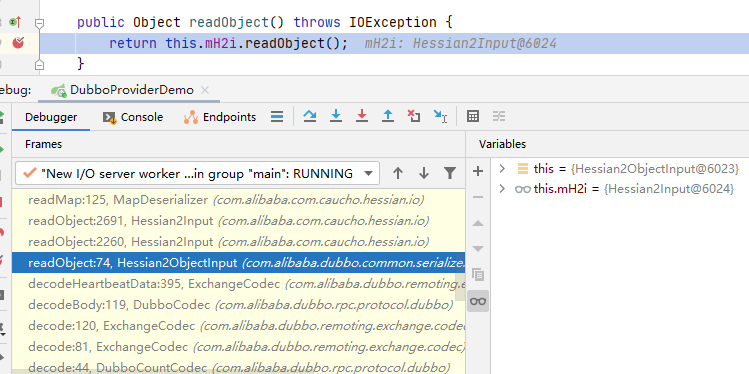 public Object readObject() throws IOException {
return this.mH2i.readObject();  mH2i: Hessian2Input@6024
}
ebug: DubboProviderDemo ×
Debugger Console Endpoints
Frames Variables
"New I/O server worker ...in group "main": RUNNING
this = {Hessian2ObjectInput@6023}
this.mH2i = {Hessian2Input@6024}
readMap:125, MapDeserializer (com.alibaba.com.caucho.hessian.io)
readObject:2691, Hessian2Input (com.alibaba.com.caucho.hessian.io)
readObject:2260, Hessian2Input (com.alibaba.com.caucho.hessian.io)
readObject:74, Hessian2ObjectInput (com.alibaba.dubbo.common.serialize.
decodeHeartbeatData:395, ExchangeCodec (com.alibaba.dubbo.remoting.e
decodeBody:119, DubboCodec (com.alibaba.dubbo.rpc.protocol.dubbo)
decode:120, ExchangeCodec (com.alibaba.dubbo.remoting.exchange.codec
decode:81, ExchangeCodec (com.alibaba.dubbo.remoting.exchange.codec)
decode:44, DubboCountCodec (com.alibaba.dubbo.rpc.protocol.dubbo)